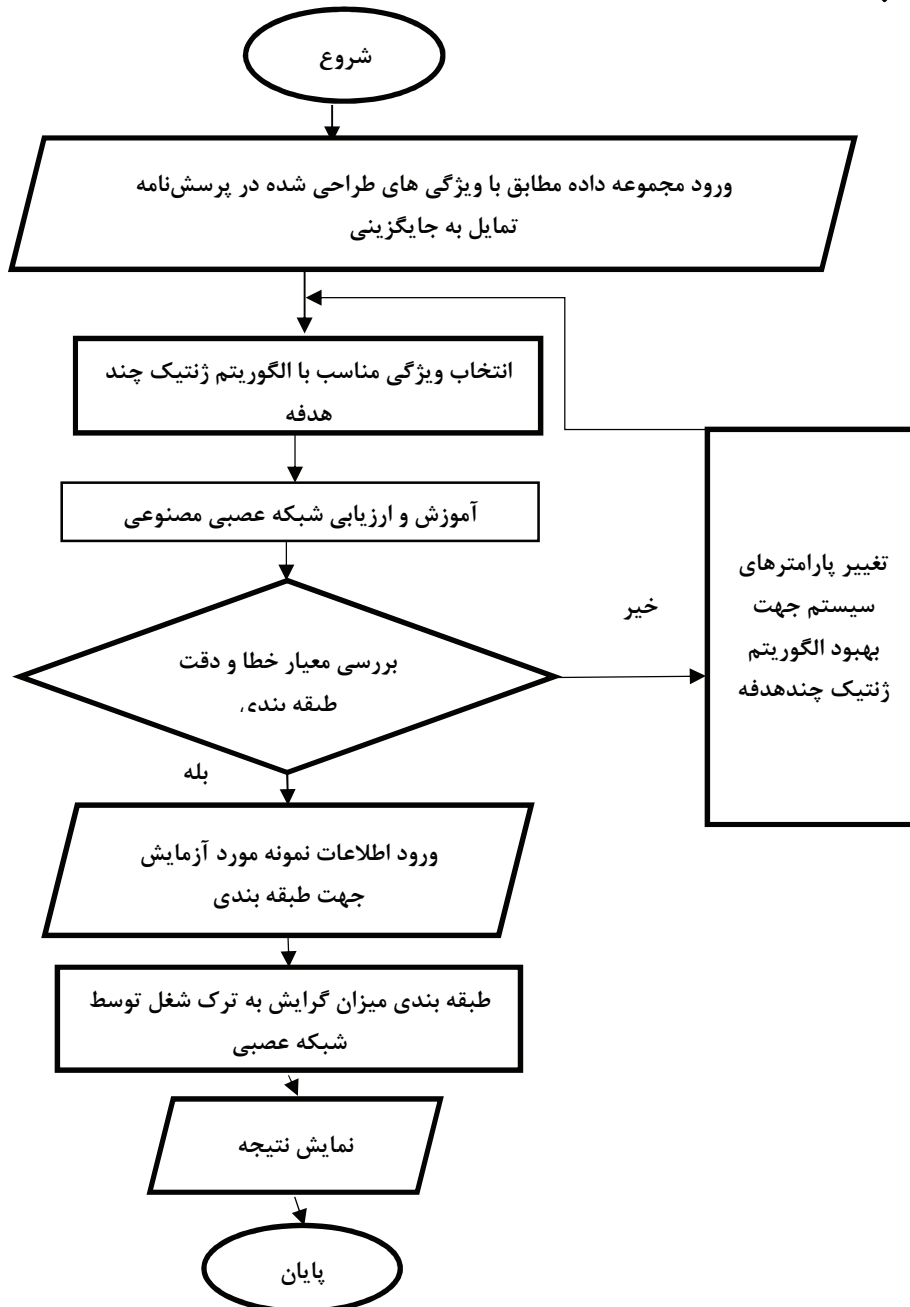 شروع
ورود مجموعه داده مطابق با ویژگی های طراحی شده در پرسش‌نامه
تمایل به جایگزینی
انتخاب ویژگی مناسب با الگوریتم ژنتیک چند
هدفه
آموزش و ارزیابی شبکه عصبی مصنوعی
بررسی معیار خطا و دقت
طبقه بندی
خیر
تغییر پارامترهای
سیستم جهت
بهبود الگوریتم
ژنتیک چندهدفه
بله
ورود اطلاعات نمونه مورد آزمایش
جهت طبقه بندی
طبقه بندی میزان گرایش به ترک شغل توسط
شبکه عصبی
نمایش نتیجه
پایان